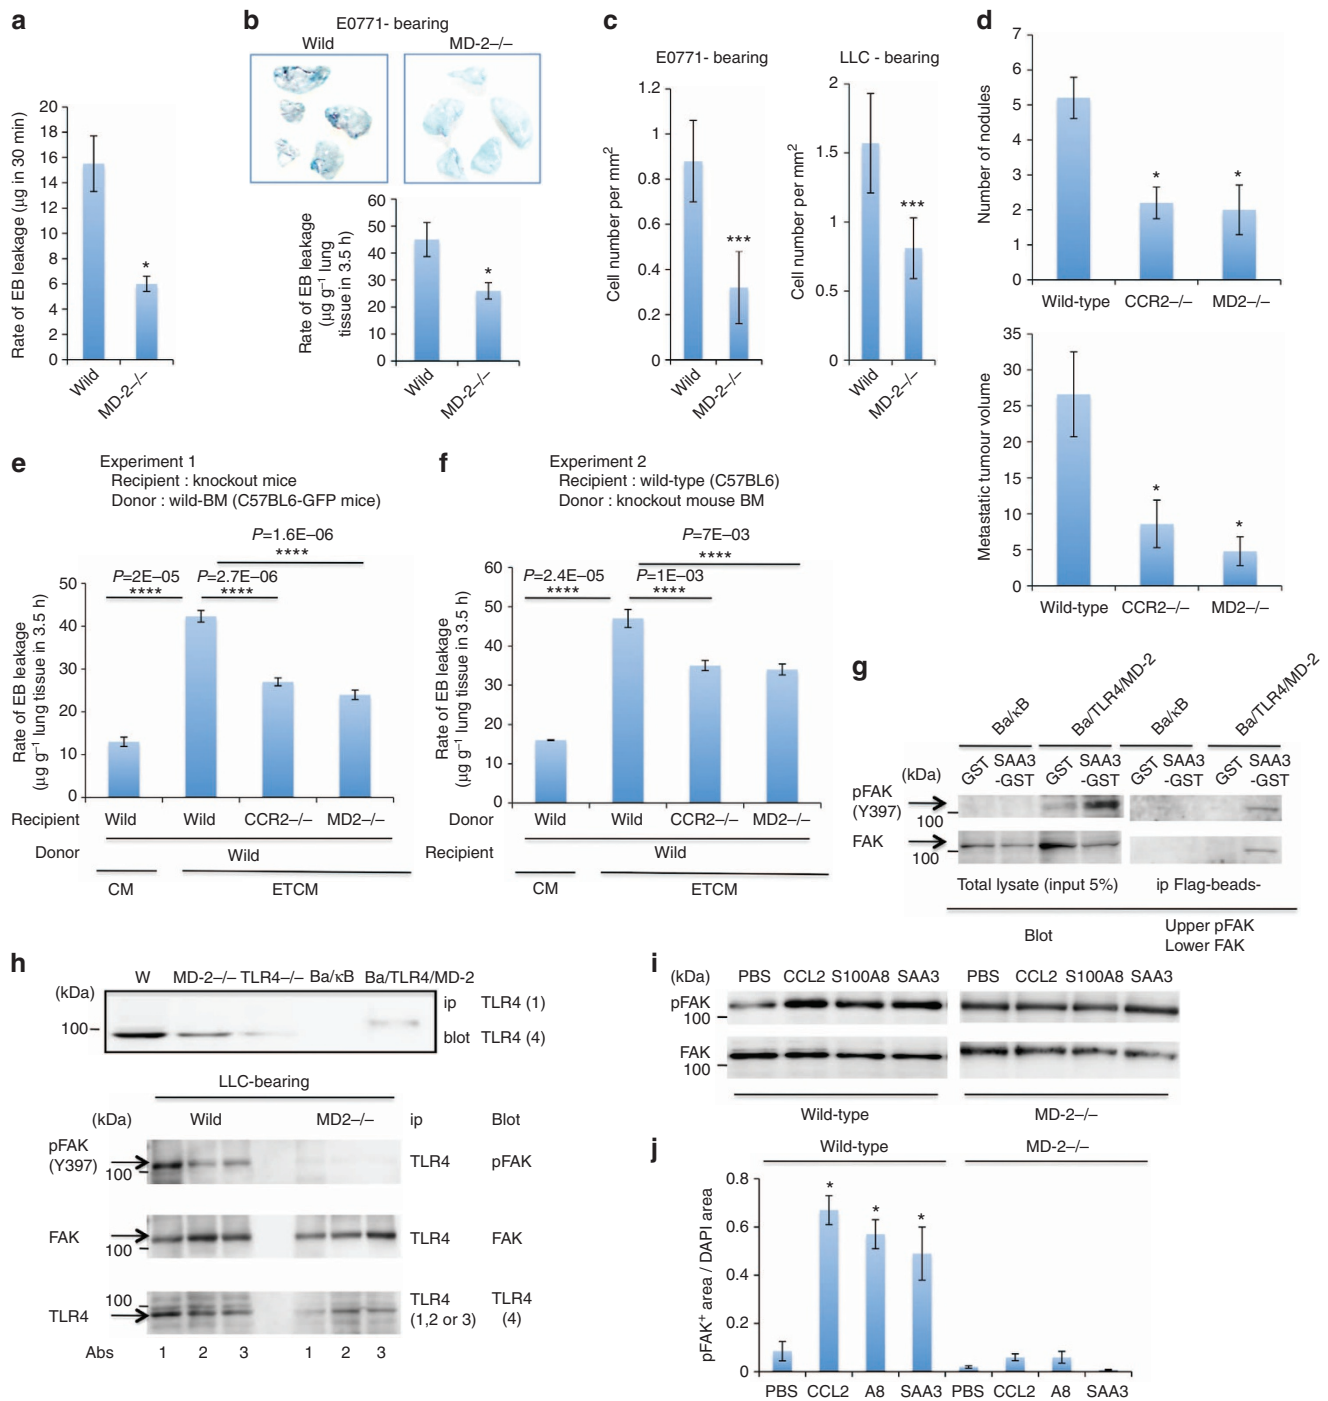 a
Rate of EB leakage (µg in 30 min)
20
18
16
14
12
10
8
6
4
2
0
*
Wild
MD-2–/–
b
E0771- bearing
Wild
MD-2–/–
Rate of EB leakage
(µg g–1 lung
tissue in 3.5 h)
60
50
40
30
20
10
0
*
Wild
MD-2–/–
c
E0771- bearing
Cell number per mm2
1.2
1
0.8
0.6
0.4
0.2
0
***
Wild
MD-2–/–
LLC - bearing
Cell number per mm2
2
1.5
1
0.5
0
***
Wild
MD-2–/–
d
Number of nodules
7
6
5
4
3
2
1
0
* *
Wild-type CCR2–/– MD2–/–
Metastatic tumour volume
35
30
25
20
15
10
5
0
* *
Wild-type CCR2–/– MD2–/–
e
Experiment 1
Recipient : knockout mice
Donor : wild-BM (C57BL6-GFP mice)
P=1.6E–06
****
P=2E–05 P=2.7E–06
**** ****
Rate of EB leakage
(µg g–1 lung tissue in 3.5 h)
50
40
30
20
10
0
Recipient Wild Wild CCR2–/– MD2–/–
Donor Wild
CM ETCM
f
Experiment 2
Recipient : wild-type (C57BL6)
Donor : knockout mouse BM
P=7E–03
****
P=2.4E–05 P=1E–03
**** ****
Rate of EB leakage
(µg g–1 lung tissue in 3.5 h)
60
50
40
30
20
10
0
Donor Wild Wild CCR2–/– MD2–/–
Recipient Wild
CM ETCM
g
Ba/κB Ba/TLR4/MD-2 Ba/κB Ba/TLR4/MD-2
(kDa) GST SAA3-GST GST SAA3-GST GST SAA3-GST GST SAA3-GST
pFAK
(Y397)
100
FAK
100
Total lysate (input 5%) ip Flag-beads-
Blot
Upper pFAK
Lower FAK
h
W MD-2–/– TLR4–/– Ba/κB Ba/TLR4/MD-2
(kDa)
100
ip TLR4 (1)
blot TLR4 (4)
LLC-bearing
(kDa) Wild MD2–/– ip Blot
pFAK
(Y397)
100
TLR4 pFAK
FAK
100
TLR4 FAK
100
TLR4
TLR4
(1,2 or 3)
TLR4
(4)
Abs 1 2 3 1 2 3
i
(kDa) PBS CCL2 S100A8 SAA3 PBS CCL2 S100A8 SAA3
pFAK
100
FAK
100
Wild-type MD-2–/–
j
Wild-type MD-2–/–
pFAK+ area / DAPI area
0.8
0.6
0.4
0.2
0
* * *
PBS CCL2 A8 SAA3 PBS CCL2 A8 SAA3